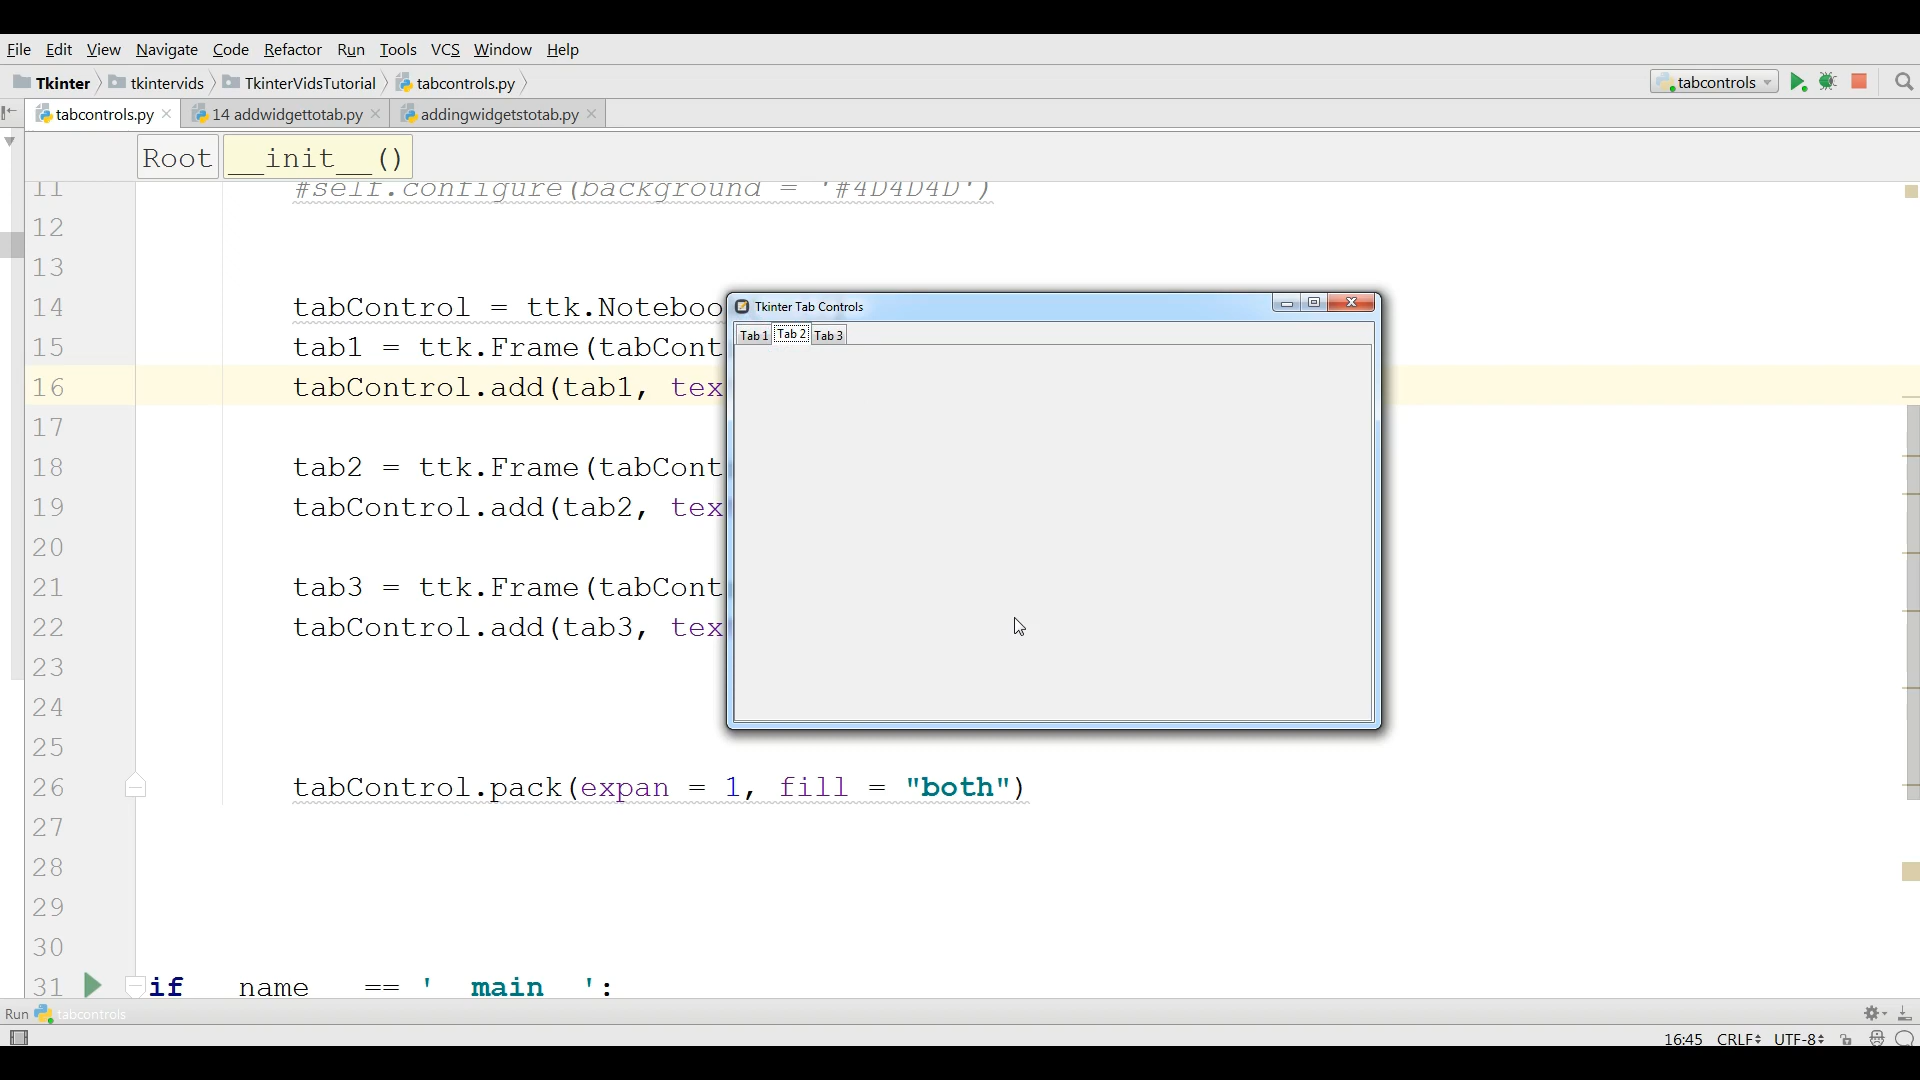 File Edit View Navigate Code Refactor Run Tools VCS Window Help
Tkinter tkintervids TkinterVidsTutorial tabcontrols.py tabcontrols
tabcontrols.py 14 addwidgettotab.py addingwidgetstotab.py
Root __init__()
11 #self.configure(background = '#4D4D4D')
12
13
14 tabControl = ttk.Noteboo
15 tab1 = ttk.Frame(tabCont
16 tabControl.add(tab1, tex
17
18 tab2 = ttk.Frame(tabCont
19 tabControl.add(tab2, tex
20
21 tab3 = ttk.Frame(tabCont
22 tabControl.add(tab3, tex
23
24
25
26 tabControl.pack(expan = 1, fill = "both")
27
28
29
30
31 if name == ' main ':
Tkinter Tab Controls
Tab 1 Tab 2 Tab 3
Run tabcontrols
16:45 CRLF UTF-8